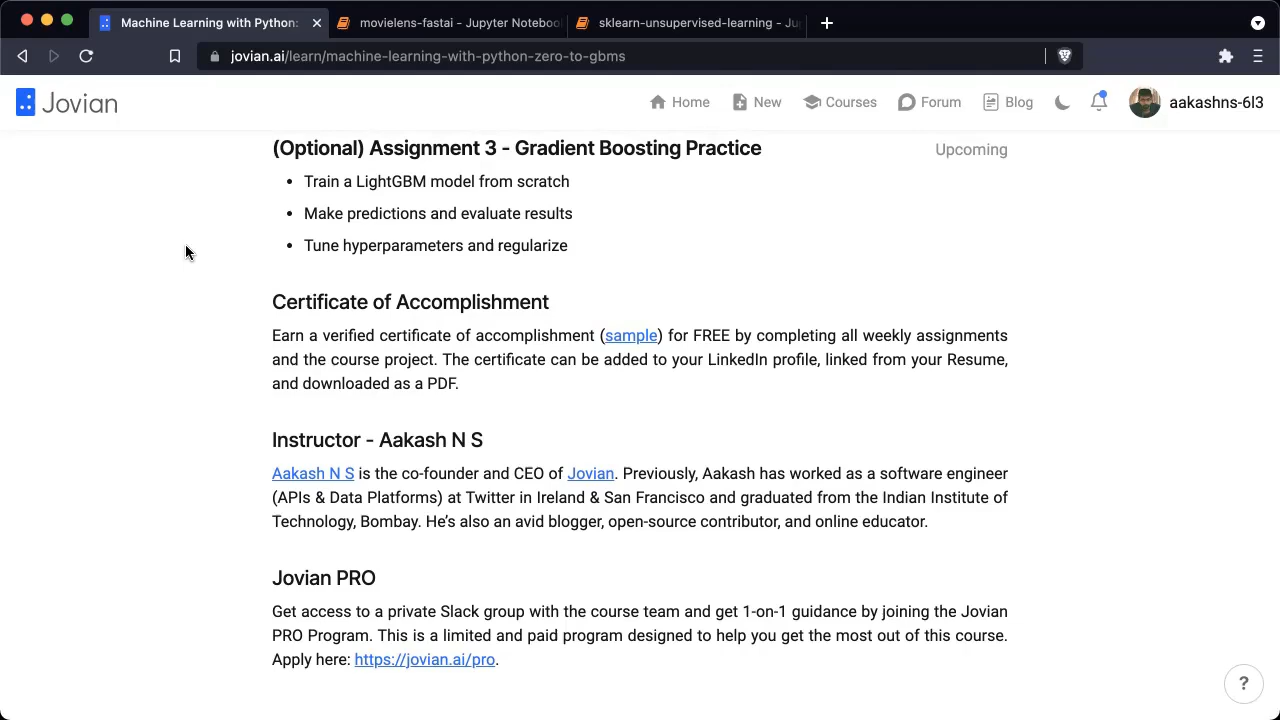 Machine Learning with Python:
movielens-fastai - Jupyter Noteboo
sklearn-unsupervised-learning - Ju
jovian.ai/learn/machine-learning-with-python-zero-to-gbms
Jovian
Home
New
Courses
Forum
Blog
aakashns-6l3
(Optional) Assignment 3 - Gradient Boosting Practice
Upcoming
• Train a LightGBM model from scratch
• Make predictions and evaluate results
• Tune hyperparameters and regularize
Certificate of Accomplishment
Earn a verified certificate of accomplishment (sample) for FREE by completing all weekly assignments
and the course project. The certificate can be added to your LinkedIn profile, linked from your Resume,
and downloaded as a PDF.
Instructor - Aakash N S
Aakash N S is the co-founder and CEO of Jovian. Previously, Aakash has worked as a software engineer
(APIs & Data Platforms) at Twitter in Ireland & San Francisco and graduated from the Indian Institute of
Technology, Bombay. He’s also an avid blogger, open-source contributor, and online educator.
Jovian PRO
Get access to a private Slack group with the course team and get 1-on-1 guidance by joining the Jovian
PRO Program. This is a limited and paid program designed to help you get the most out of this course.
Apply here: https://jovian.ai/pro.
?